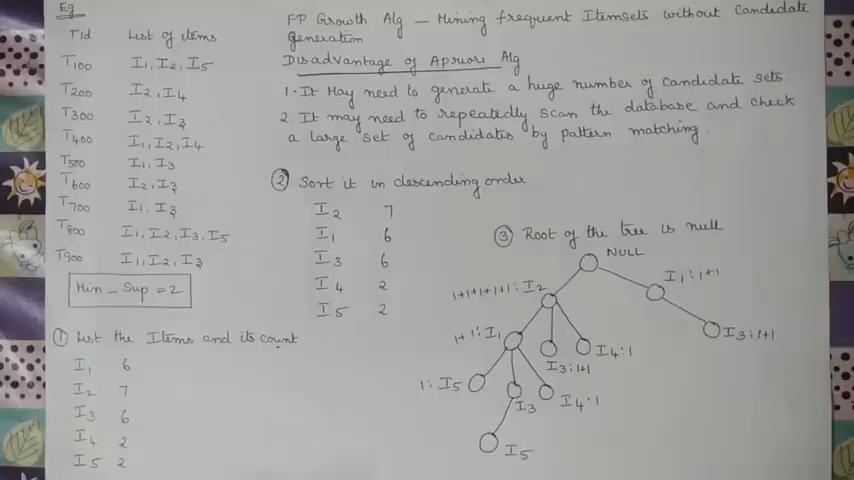 Eg
Tid List of items
T100 I1, I2, I5
T200 I2, I4
T300 I2, I3
T400 I1, I2, I4
T500 I1, I3
T600 I2, I3
T700 I1, I3
T800 I1, I2, I3, I5
T900 I1, I2, I3
Min_Sup = 2
① List the Items and its count
I1 6
I2 7
I3 6
I4 2
I5 2
FP Growth Alg — Mining frequent Itemsets without Candidate
Generation
Disadvantage of Apriori Alg
1. It May need to generate a huge number of candidate sets.
2. It may need to repeatedly scan the database and check
a large set of candidates by pattern matching.
② Sort it in descending order
I2 7
I1 6
I3 6
I4 2
I5 2
③ Root of the tree is null
NULL
1+1+1+1+1: I2
I1: 1+1
1+1: I1
I3: 1+1
I4: 1
I3: 1+1
1: I5
I3
I4: 1
I5